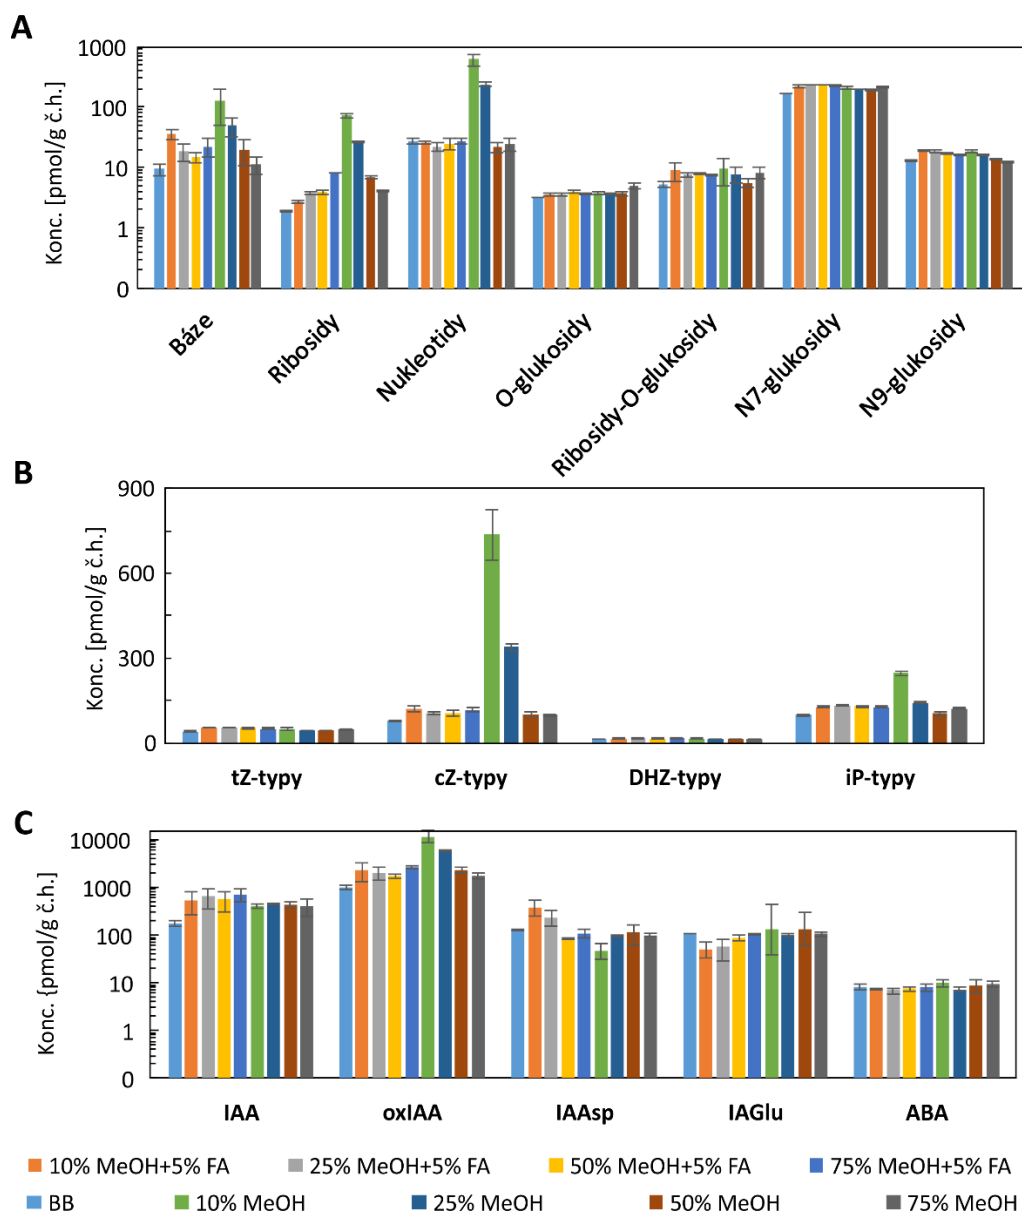 A
Konc. [pmol/g č.h.]
1000
100
10
1
0
Báze
Ribosidy
Nukleotidy
O-glukosidy
Ribosidy-O-glukosidy
N7-glukosidy
N9-glukosidy
B
Konc. [pmol/g č.h.]
900
600
300
0
tZ-typy cZ-typy DHZ-typy iP-typy
C
Konc. {pmol/g č.h.]
10000
1000
100
10
1
0
IAA oxIAA IAAsp IAGlu ABA
10% MeOH+5% FA 25% MeOH+5% FA 50% MeOH+5% FA 75% MeOH+5% FA
BB 10% MeOH 25% MeOH 50% MeOH 75% MeOH